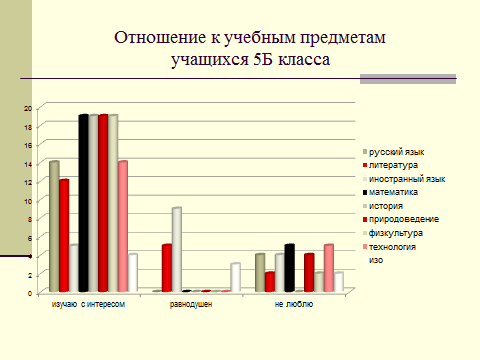 Отношение к учебным предметам
учащихся 5Б класса
20
18
16
14
12
10
8
6
4
2
0
изучаю с интересом
равнодушен
не люблю
русский язык
литература
иностранный язык
математика
история
природоведение
физкультура
технология
изо